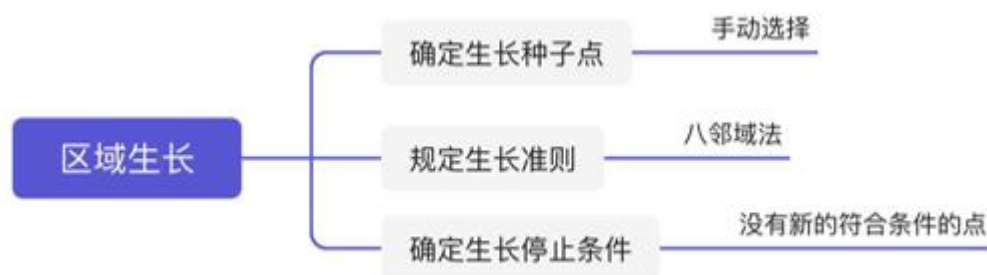 区域生长
确定生长种子点
手动选择
规定生长准则
八邻域法
确定生长停止条件
没有新的符合条件的点